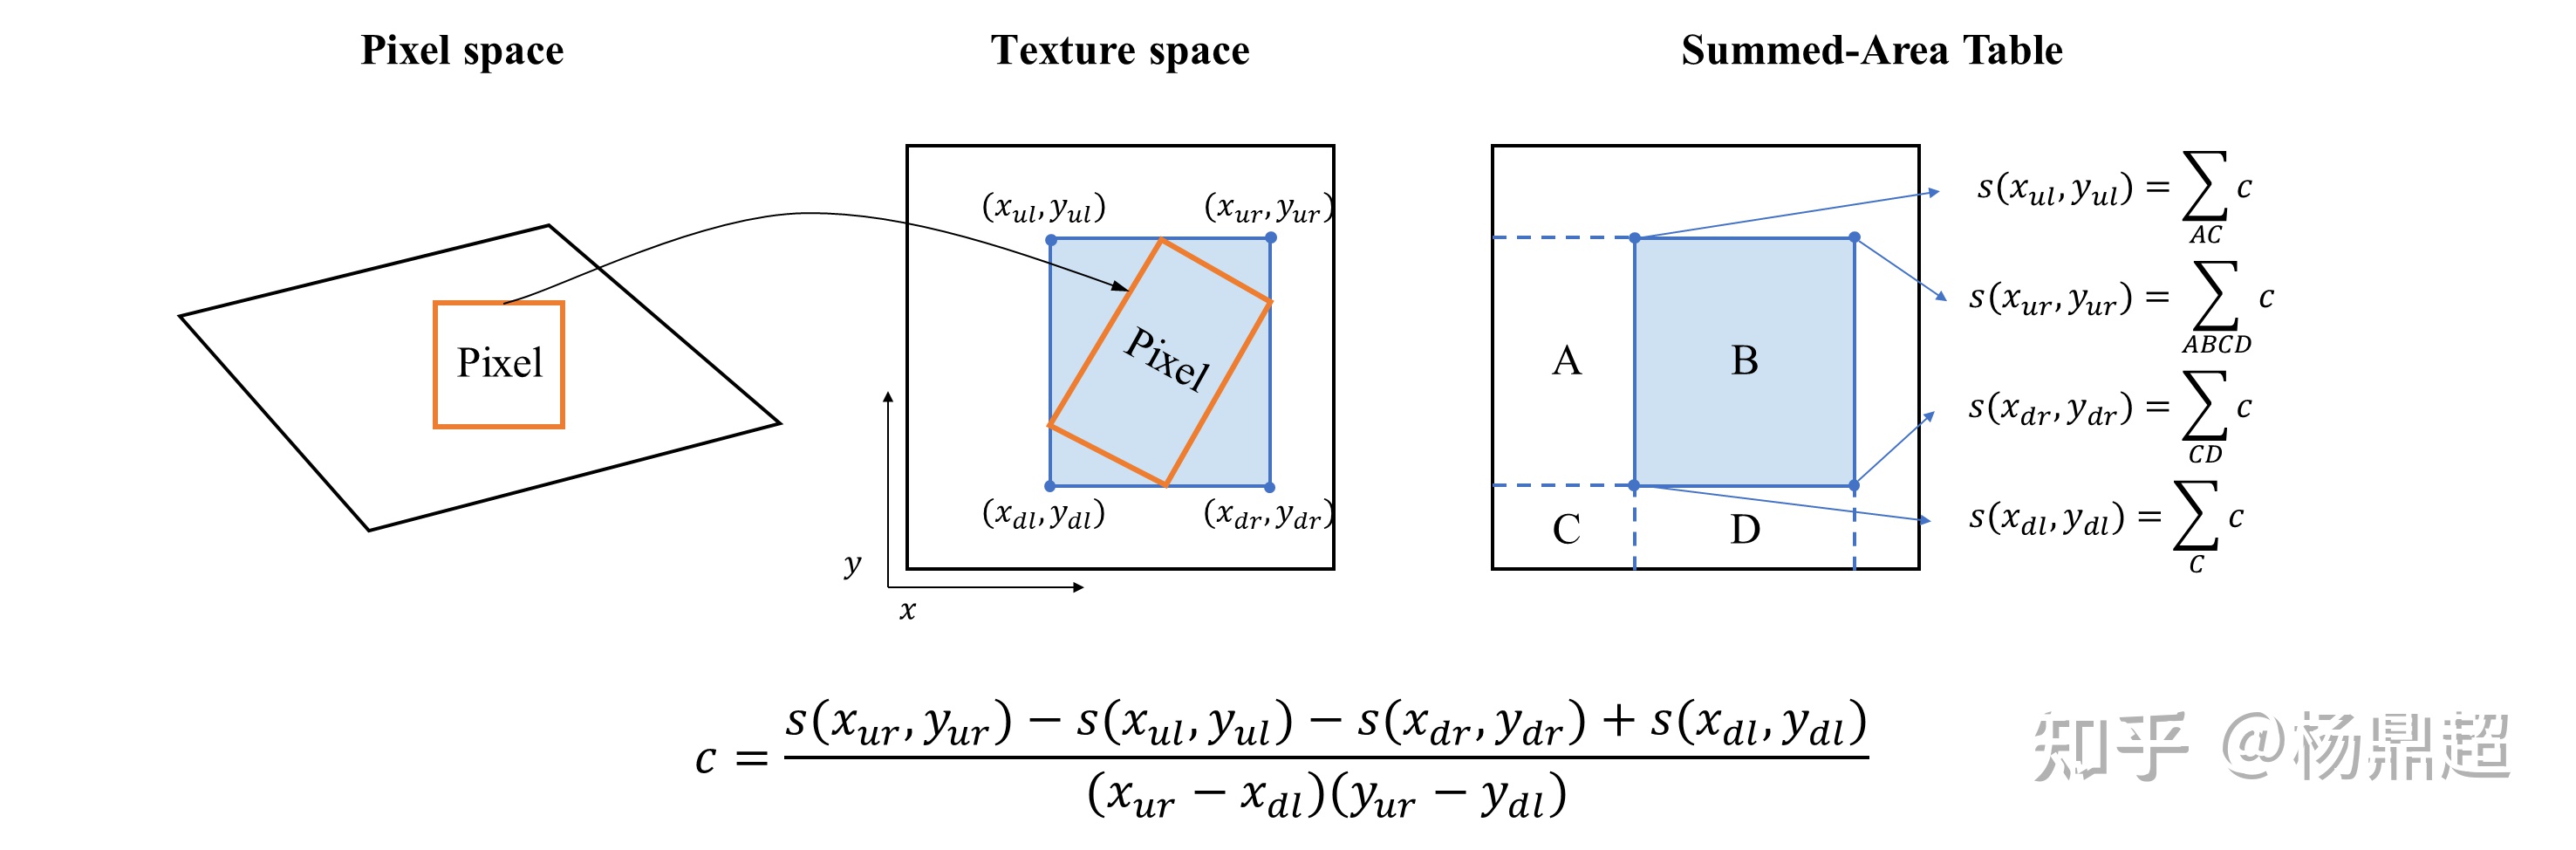 Pixel space
Pixel
Texture space
(x_{ul}, y_{ul})
(x_{ur}, y_{ur})
Pixel
(x_{dl}, y_{dl})
(x_{dr}, y_{dr})
y
x
Summed-Area Table
A
B
C
D
s(x_{ul}, y_{ul}) = \sum_{AC} c
s(x_{ur}, y_{ur}) = \sum_{ABCD} c
s(x_{dr}, y_{dr}) = \sum_{CD} c
s(x_{dl}, y_{dl}) = \sum_{C} c
c = \frac{s(x_{ur}, y_{ur}) - s(x_{ul}, y_{ul}) - s(x_{dr}, y_{dr}) + s(x_{dl}, y_{dl})}{(x_{ur} - x_{dl})(y_{ur} - y_{dl})}
知乎 @杨鼎超